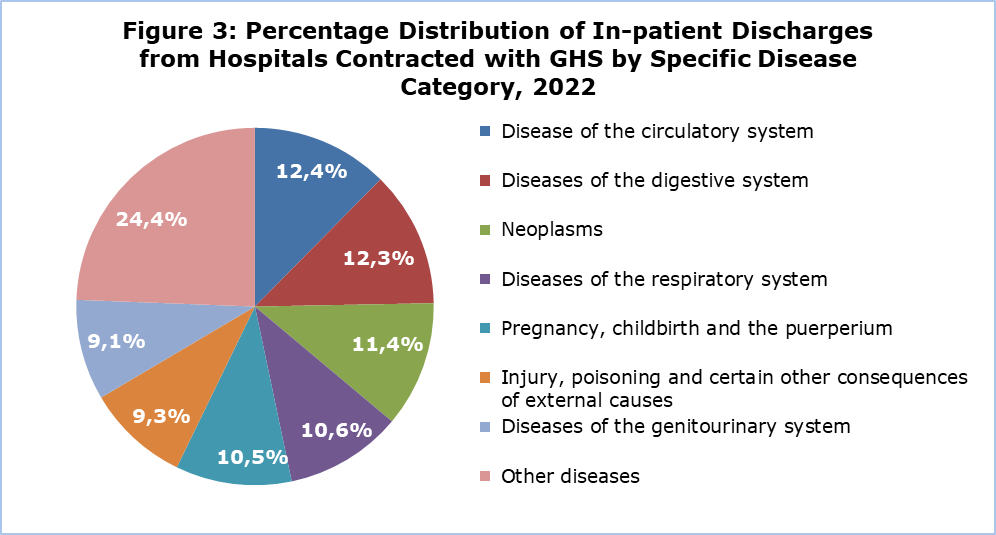 Figure 3: Percentage Distribution of In-patient Discharges
from Hospitals Contracted with GHS by Specific Disease
Category, 2022
12,4%
12,3%
11,4%
10,6%
10,5%
9,3%
9,1%
24,4%
Disease of the circulatory system
Diseases of the digestive system
Neoplasms
Diseases of the respiratory system
Pregnancy, childbirth and the puerperium
Injury, poisoning and certain other consequences
of external causes
Diseases of the genitourinary system
Other diseases